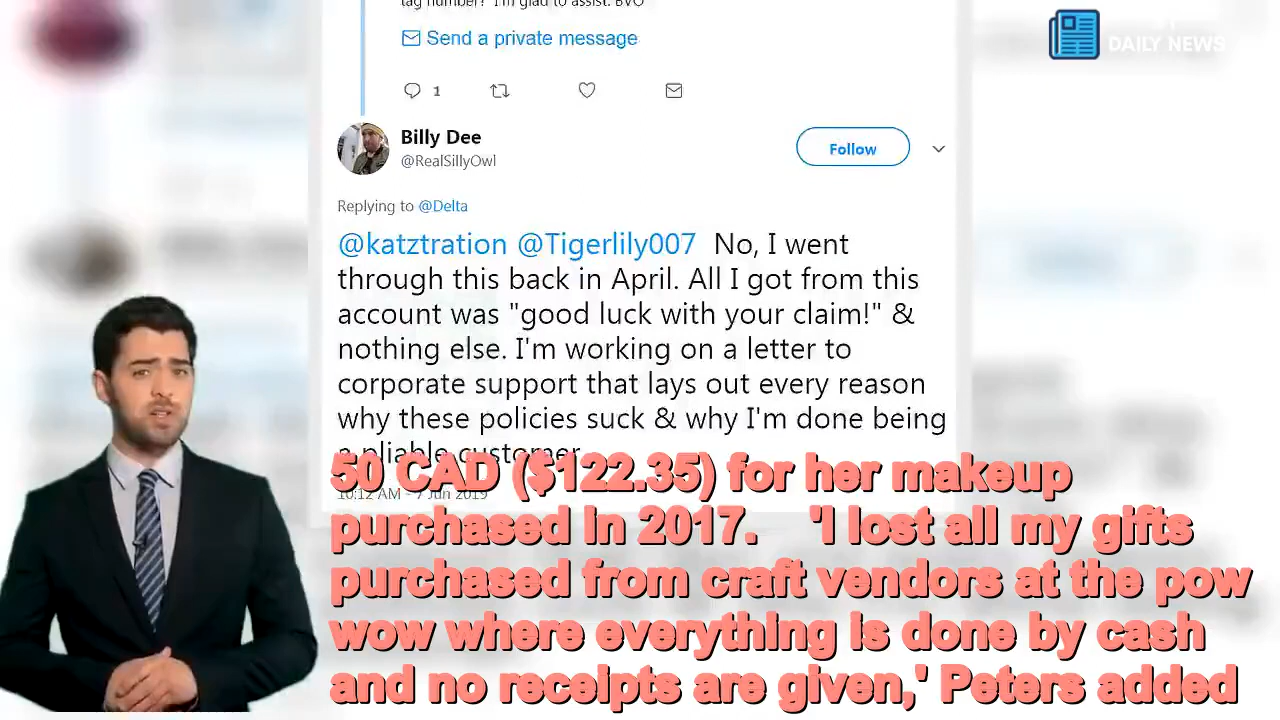 tag number? I'm glad to assist. BVO
DAILY NEWS
Send a private message
1
Billy Dee
@RealSillyOwl
Follow
Replying to @Delta
@katztration @Tigerlily007 No, I went
through this back in April. All I got from this
account was "good luck with your claim!" &
nothing else. I'm working on a letter to
corporate support that lays out every reason
why these policies suck & why I'm done being
a pliable customer.
10:12 AM - 7 Jun 2019
50 CAD ($122.35) for her makeup
purchased in 2017. 'I lost all my gifts
purchased from craft vendors at the pow
wow where everything is done by cash
and no receipts are given,' Peters added